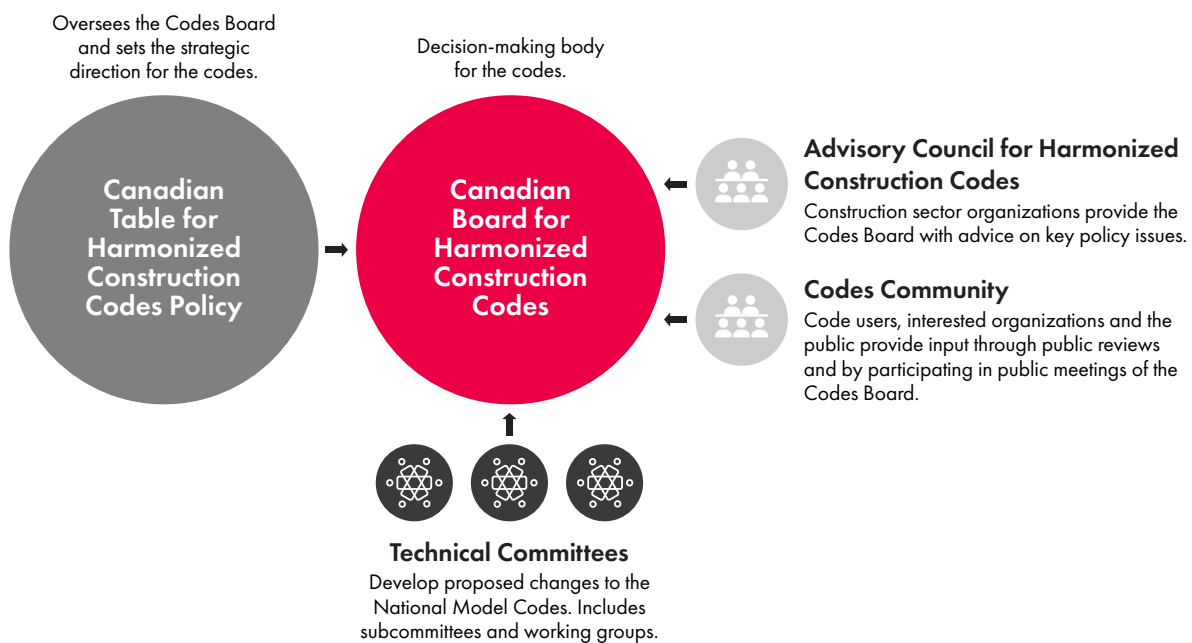 Oversees the Codes Board
and sets the strategic
direction for the codes.
Canadian
Table for
Harmonized
Construction
Codes Policy
Decision-making body
for the codes.
Canadian
Board for
Harmonized
Construction
Codes
Advisory Council for Harmonized
Construction Codes
Construction sector organizations provide the
Codes Board with advice on key policy issues.
Codes Community
Code users, interested organizations and the
public provide input through public reviews
and by participating in public meetings of the
Codes Board.
Technical Committees
Develop proposed changes to the
National Model Codes. Includes
subcommittees and working groups.